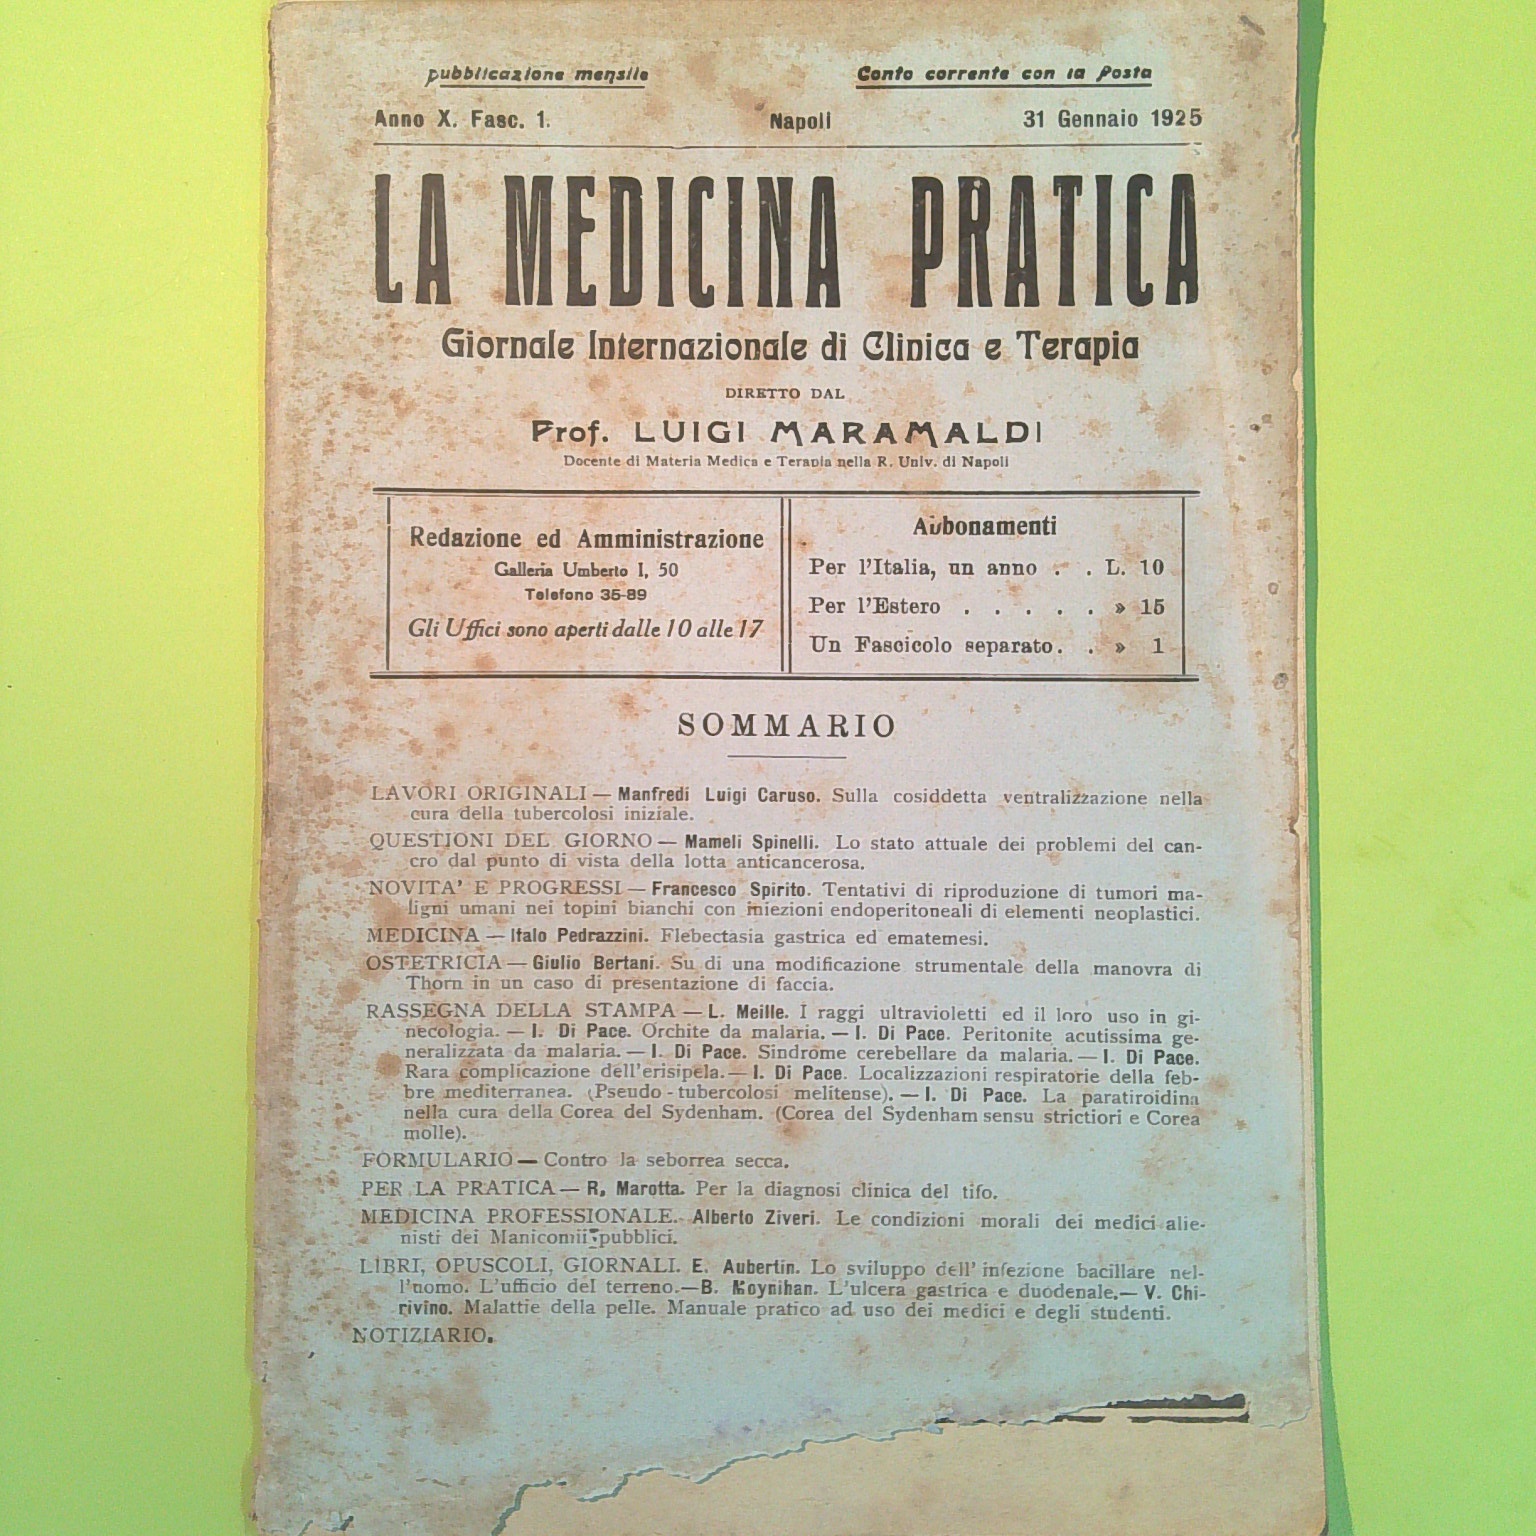 pubblicazione mensile
Conto corrente con la Posta
Anno X. Fasc. 1.
Napoli
31 Gennaio 1925
LA MEDICINA PRATICA
Giornale Internazionale di Clinica e Terapia
DIRETTO DAL
Prof. LUIGI MARAMALDI
Docente di Materia Medica e Terapia nella R. Univ. di Napoli
Redazione ed Amministrazione
Galleria Umberto I, 50
Telefono 35-89
Gli Uffici sono aperti dalle 10 alle 17
Abbonamenti
Per l'Italia, un anno . . L. 10
Per l'Estero . . . . . » 15
Un Fascicolo separato. . » 1
SOMMARIO
LAVORI ORIGINALI — Manfredi Luigi Caruso. Sulla cosiddetta ventralizzazione nella
cura della tubercolosi iniziale.
QUESTIONI DEL GIORNO — Mameli Spinelli. Lo stato attuale dei problemi del can-
cro dal punto di vista della lotta anticancerosa.
NOVITA' E PROGRESSI — Francesco Spirito. Tentativi di riproduzione di tumori ma-
ligni umani nei topini bianchi con iniezioni endoperitoneali di elementi neoplastici.
MEDICINA — Italo Pedrazzini. Flebectasia gastrica ed ematemesi.
OSTETRICIA — Giulio Bertani. Su di una modificazione strumentale della manovra di
Thorn in un caso di presentazione di faccia.
RASSEGNA DELLA STAMPA — L. Meille. I raggi ultravioletti ed il loro uso in gi-
necologia. — I. Di Pace. Orchite da malaria. — I. Di Pace. Peritonite acutissima ge-
neralizzata da malaria. — I. Di Pace. Sindrome cerebellare da malaria. — I. Di Pace.
Rara complicazione dell'erisipela. — I. Di Pace. Localizzazioni respiratorie della feb-
bre mediterranea. (Pseudo - tubercolosi melitense). — I. Di Pace. La paratiroidina
nella cura della Corea del Sydenham. (Corea del Sydenham sensu strictiori e Corea
molle).
FORMULARIO — Contro la seborrea secca.
PER LA PRATICA — R. Marotta. Per la diagnosi clinica del tifo.
MEDICINA PROFESSIONALE. Alberto Ziveri. Le condizioni morali dei medici alie-
nisti dei Manicomii pubblici.
LIBRI, OPUSCOLI, GIORNALI. E. Aubertin. Lo sviluppo dell'infezione bacillare nel-
l'uomo. L'ufficio del terreno. — B. Moynihan. L'ulcera gastrica e duodenale. — V. Chi-
rivino. Malattie della pelle. Manuale pratico ad uso dei medici e degli studenti.
NOTIZIARIO.